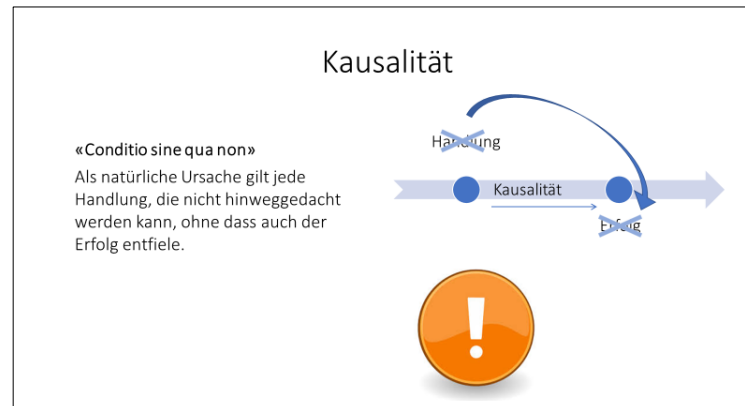 Kausalität
«Conditio sine qua non»
Als natürliche Ursache gilt jede
Handlung, die nicht hinweggedacht
werden kann, ohne dass auch der
Erfolg entfiele.
Handlung
Kausalität
Erfolg
!